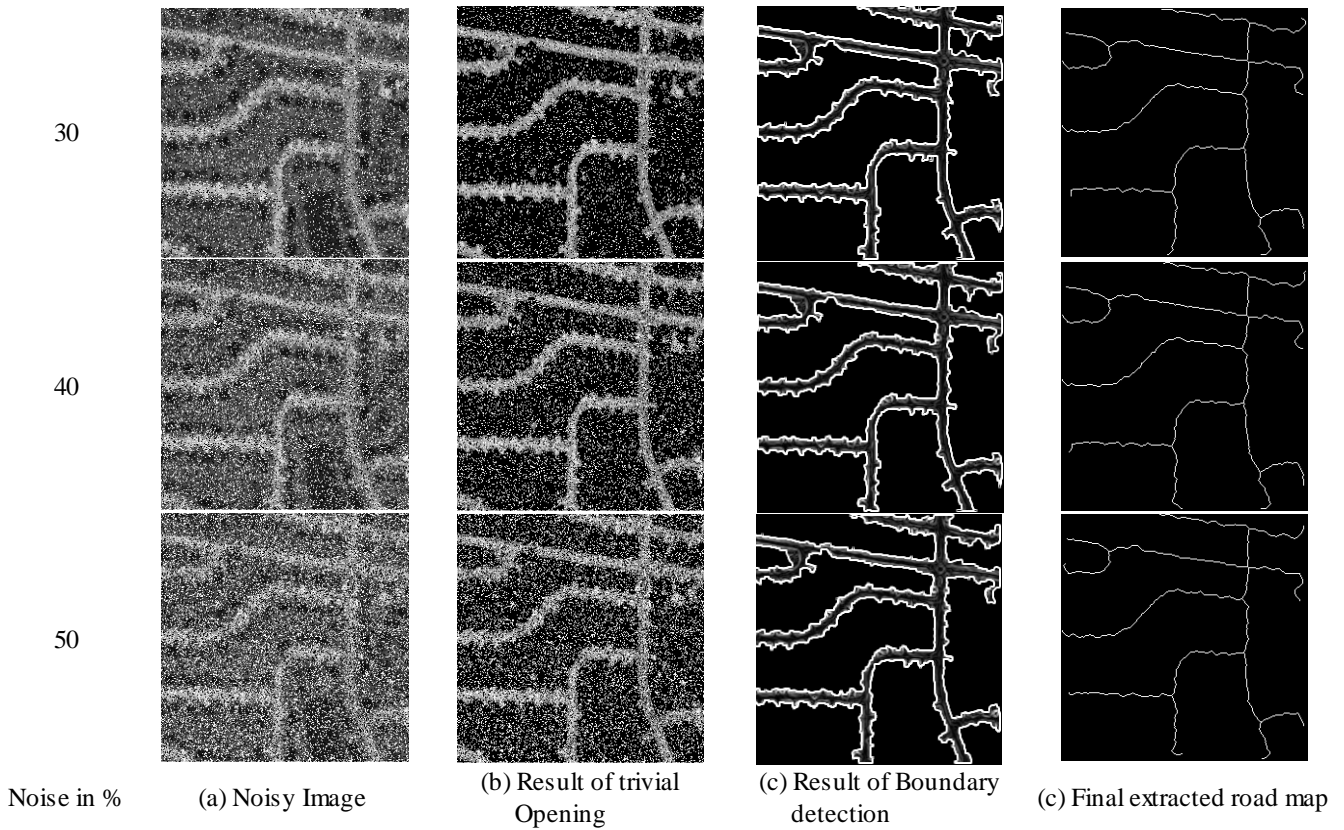 30
40
50
Noise in %
(a) Noisy Image
(b) Result of trivial
Opening
(c) Result of Boundary
detection
(c) Final extracted road map